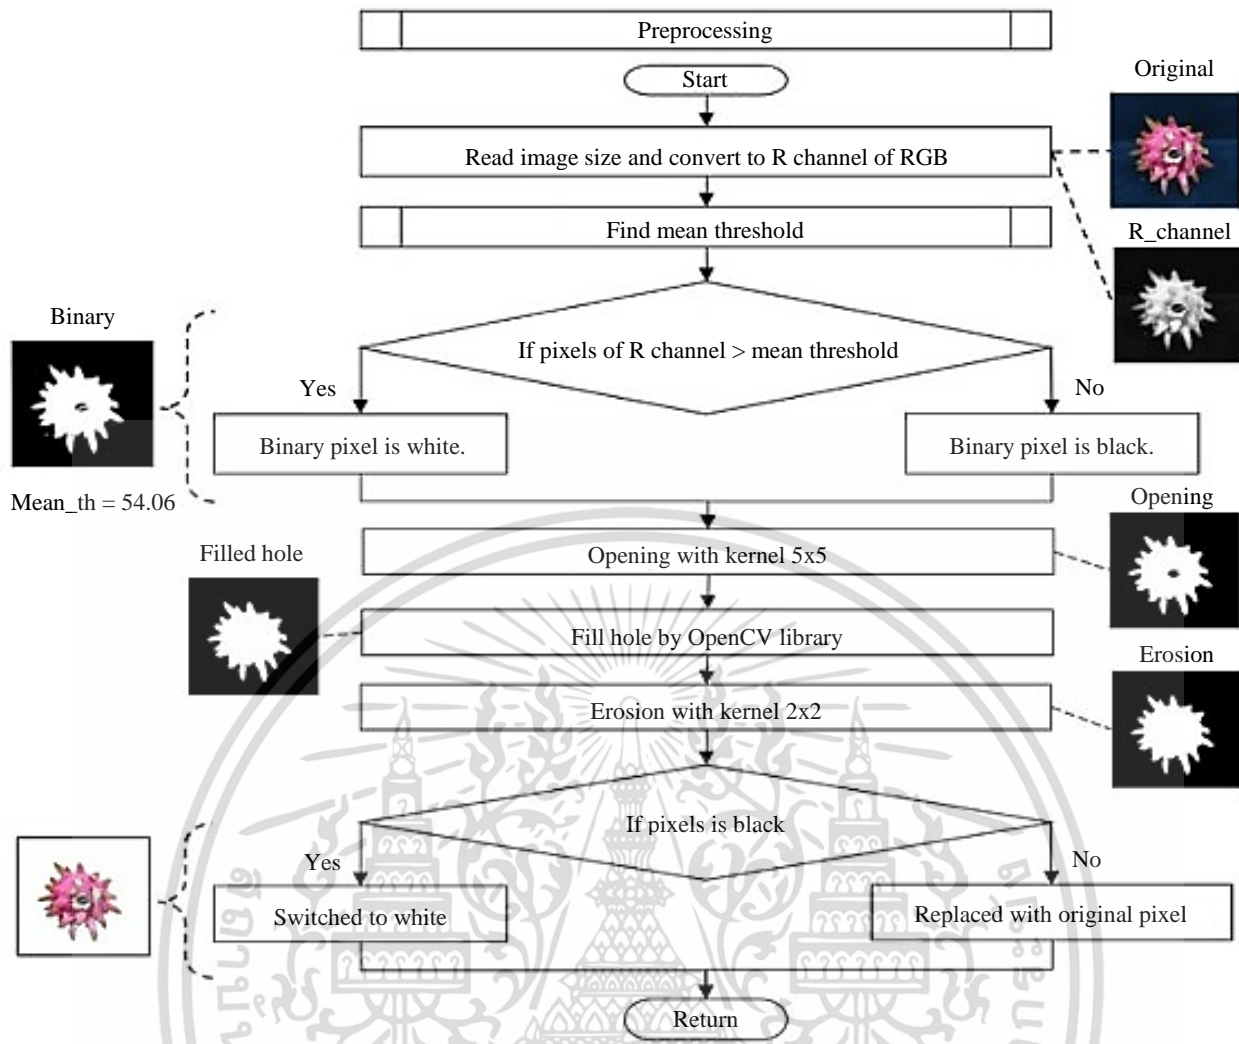 Preprocessing
Start
Original
Read image size and convert to R channel of RGB
Find mean threshold
R_channel
Binary
If pixels of R channel > mean threshold
Yes
No
Binary pixel is white.
Binary pixel is black.
Mean_th = 54.06
Opening
Filled hole
Opening with kernel 5x5
Fill hole by OpenCV library
Erosion
Erosion with kernel 2x2
If pixels is black
Yes
No
Switched to white
Replaced with original pixel
Return